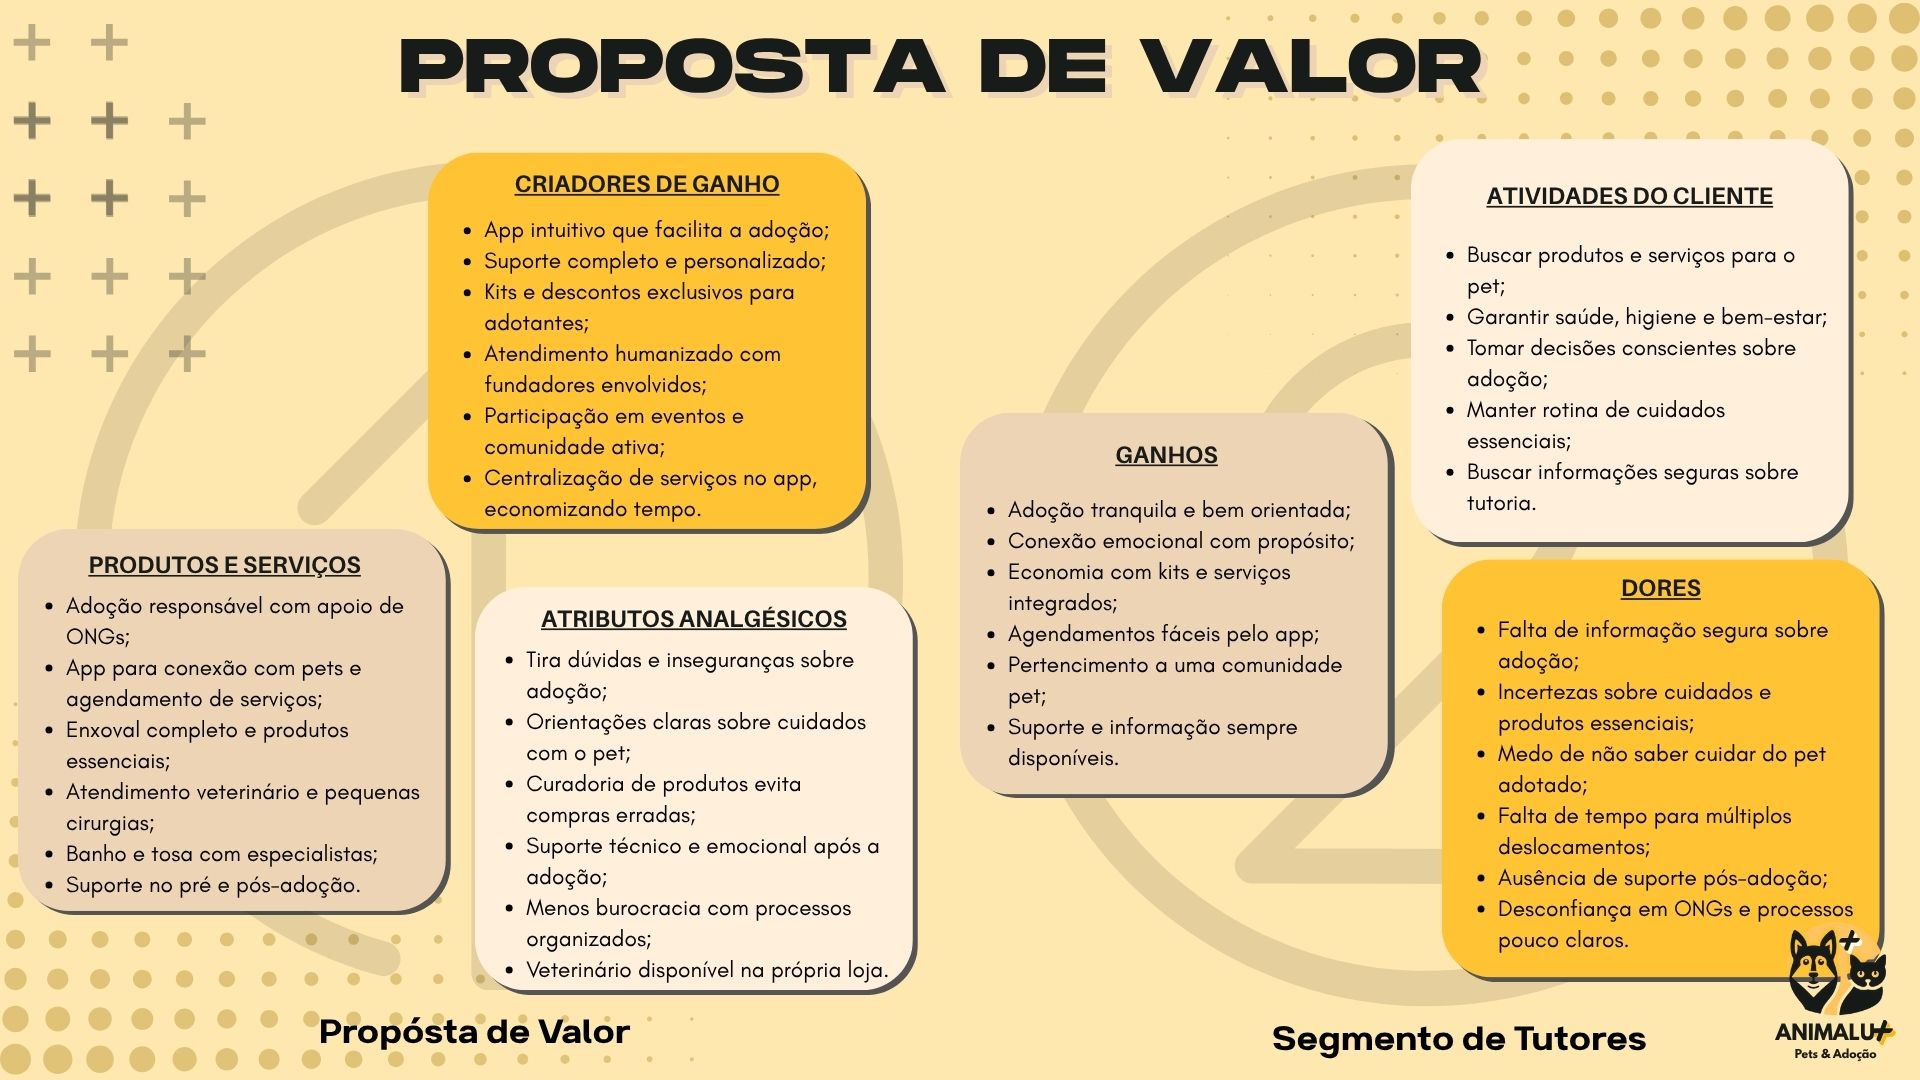 PROPOSTA DE VALOR
CRIADORES DE GANHO
• App intuitivo que facilita a adoção;
• Suporte completo e personalizado;
• Kits e descontos exclusivos para
adotantes;
• Atendimento humanizado com
fundadores envolvidos;
• Participação em eventos e
comunidade ativa;
• Centralização de serviços no app,
economizando tempo.
PRODUTOS E SERVIÇOS
• Adoção responsável com apoio de
ONGs;
• App para conexão com pets e
agendamento de serviços;
• Enxoval completo e produtos
essenciais;
• Atendimento veterinário e pequenas
cirurgias;
• Banho e tosa com especialistas;
• Suporte no pré e pós-adoção.
ATRIBUTOS ANALGÉSICOS
• Tira dúvidas e inseguranças sobre
adoção;
• Orientações claras sobre cuidados
com o pet;
• Curadoria de produtos evita
compras erradas;
• Suporte técnico e emocional após a
adoção;
• Menos burocracia com processos
organizados;
• Veterinário disponível na própria loja.
Propósta de Valor
GANHOS
• Adoção tranquila e bem orientada;
• Conexão emocional com propósito;
• Economia com kits e serviços
integrados;
• Agendamentos fáceis pelo app;
• Pertencimento a uma comunidade
pet;
• Suporte e informação sempre
disponíveis.
ATIVIDADES DO CLIENTE
• Buscar produtos e serviços para o
pet;
• Garantir saúde, higiene e bem-estar;
• Tomar decisões conscientes sobre
adoção;
• Manter rotina de cuidados
essenciais;
• Buscar informações seguras sobre
tutoria.
DORES
• Falta de informação segura sobre
adoção;
• Incertezas sobre cuidados e
produtos essenciais;
• Medo de não saber cuidar do pet
adotado;
• Falta de tempo para múltiplos
deslocamentos;
• Ausência de suporte pós-adoção;
• Desconfiança em ONGs e processos
pouco claros.
Segmento de Tutores
ANIMALU+
Pets & Adoção